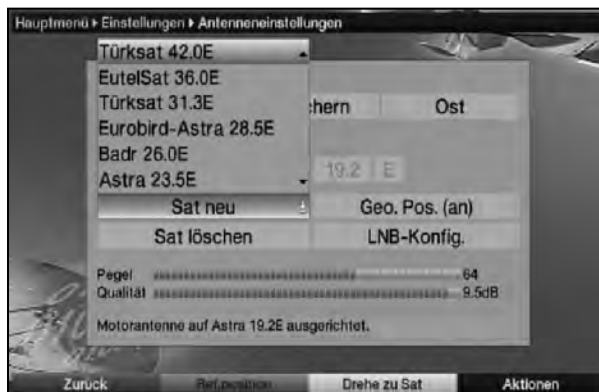 Hauptmenü ▸ Einstellungen ▸ Antenneneinstellungen
Türksat 42.0E
EutelSat 36.0E
Türksat 31.3E
Eurobird-Astra 28.5E
Badr 26.0E
Astra 23.5E
chern Ost
19.2 E
Sat neu Geo. Pos. (an)
Sat löschen LNB-Konfig.
Pegel 64
Qualität 9.5dB
Motorantenne auf Astra 19.2E ausgerichtet.
Zurück Ref.position Drehe zu Sat Aktionen